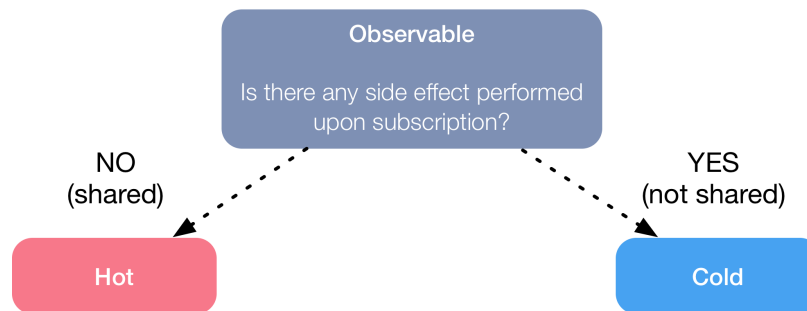 Observable
Is there any side effect performed
upon subscription?
NO
(shared)
YES
(not shared)
Hot
Cold